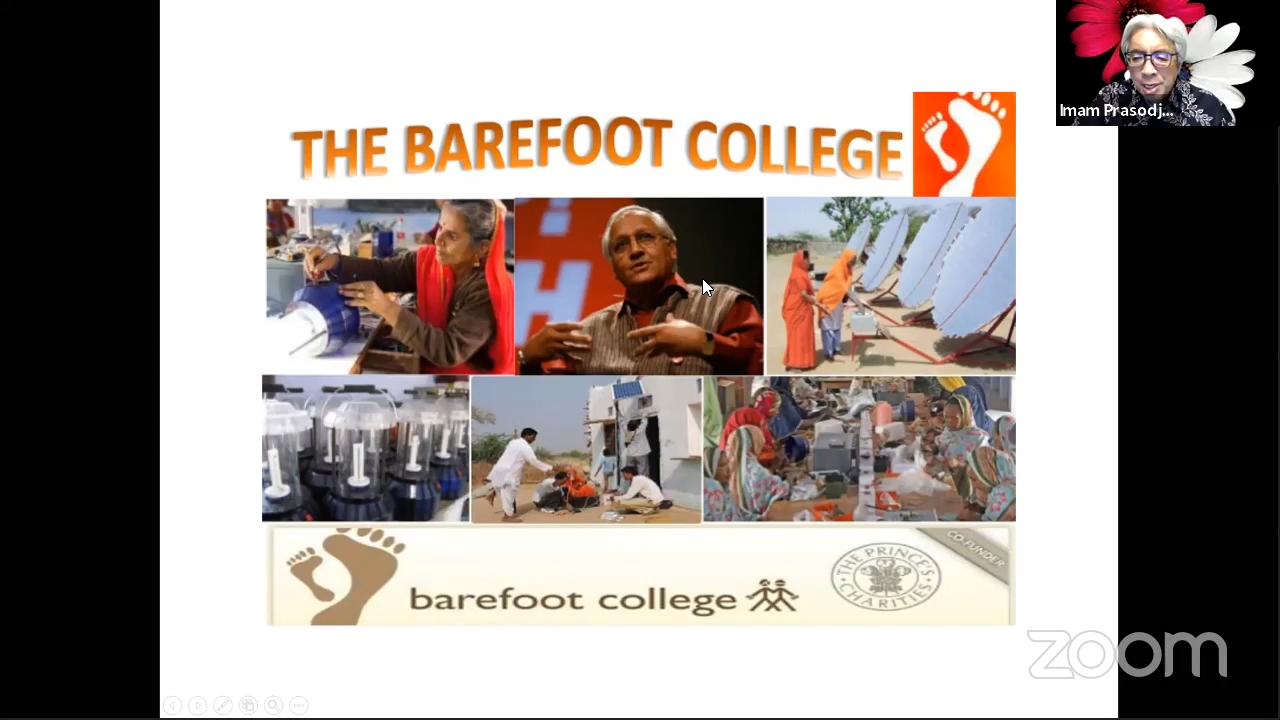 Imam Prasodj...
THE BAREFOOT COLLEGE
CO-FUNDER
THE PRINCE'S
CHARITIES
barefoot college
zoom